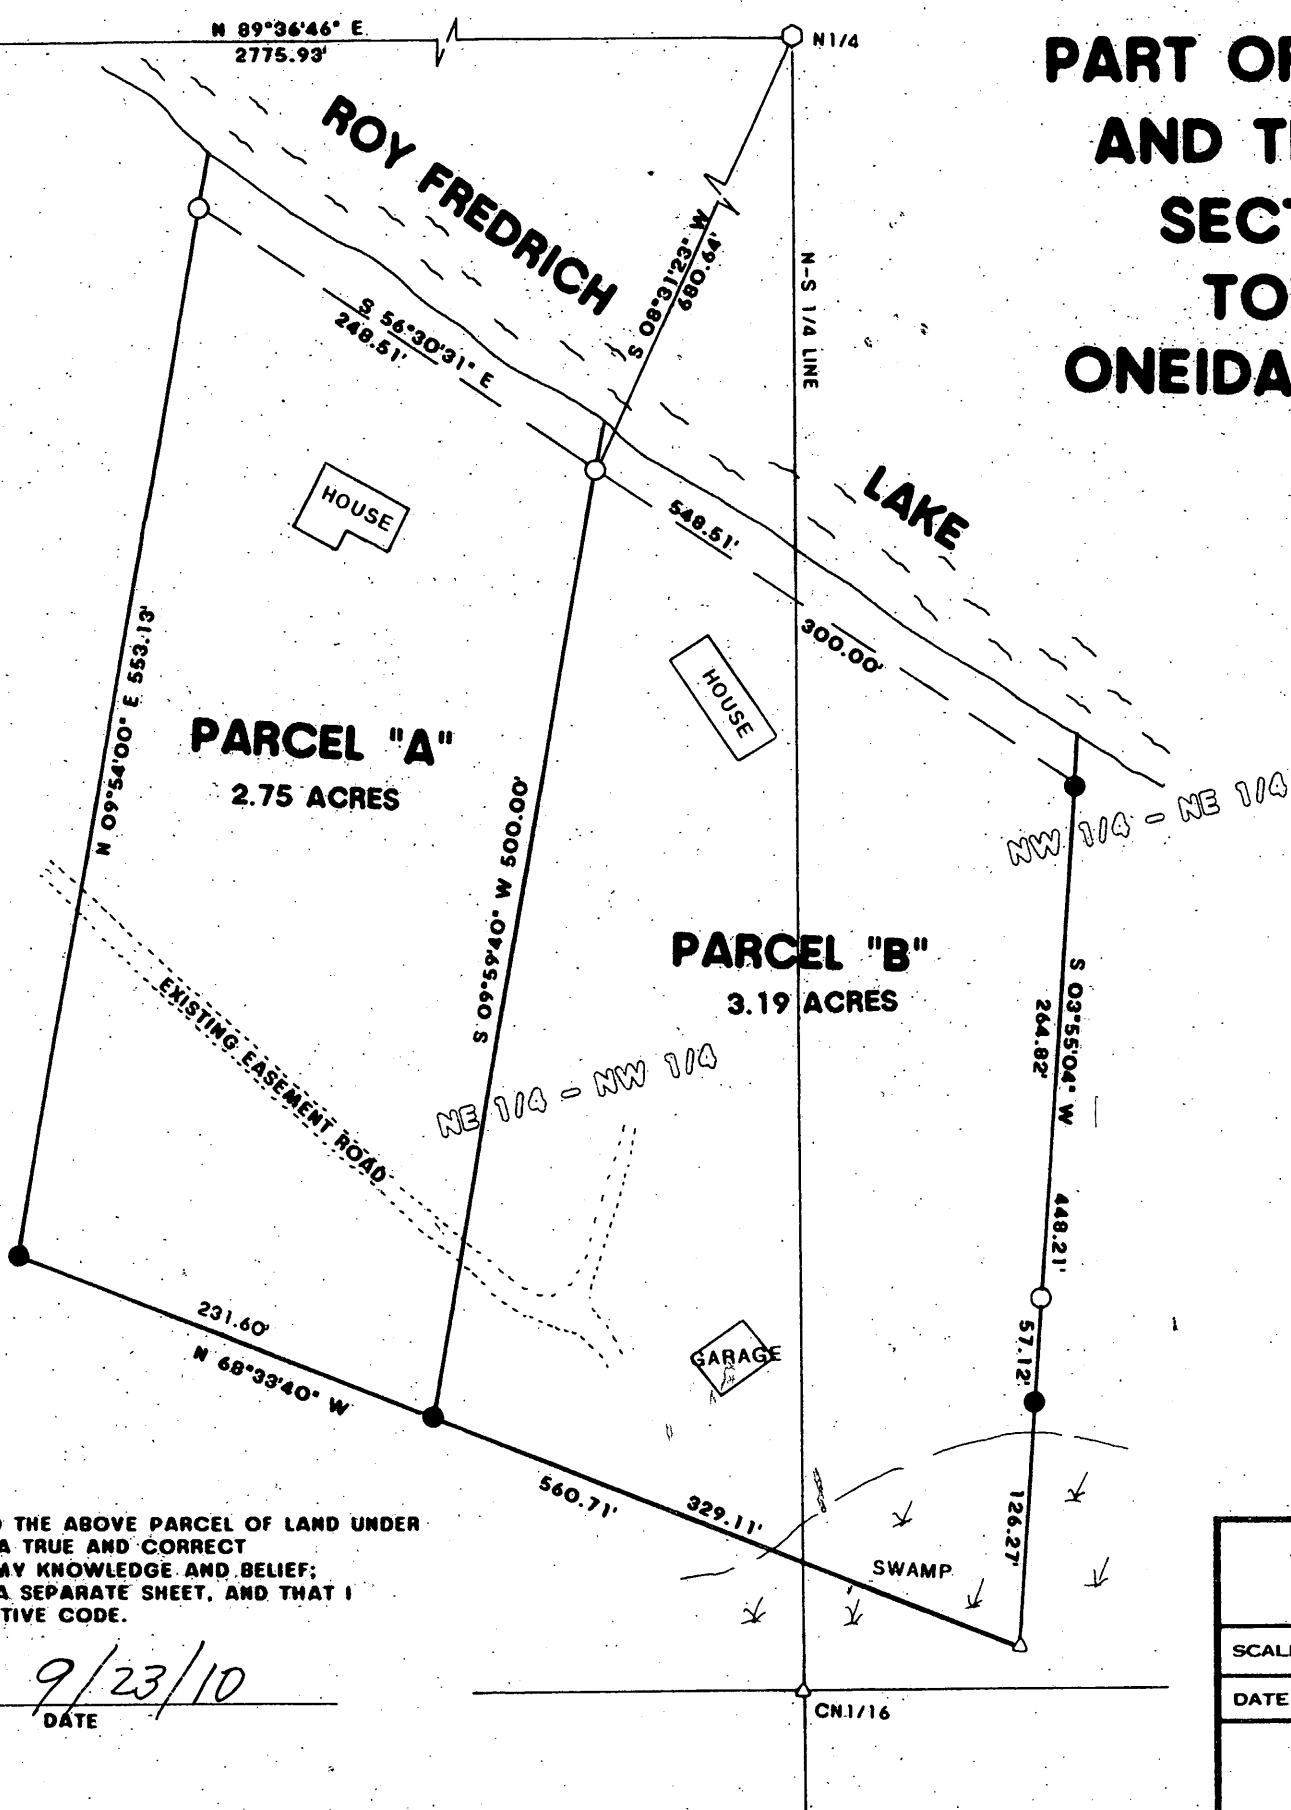 N 89°36'46" E
2775.93'
N1/4
PART OF
AND T
SECT
TO
ONEIDA
ROY FREDRICH
LAKE
S 08°31'23" W
680.64'
N-S 1/4 LINE
S 56°30'31" E
248.51'
548.51'
300.00'
HOUSE
HOUSE
N 09°54'00" E 553.13'
PARCEL "A"
2.75 ACRES
S 09°59'40" W 500.00'
NW 1/4 - NE 1/4
PARCEL "B"
3.19 ACRES
S 03°55'04" W
264.82'
448.21'
EXISTING EASEMENT ROAD
NE 1/4 - NW 1/4
231.60'
N 68°33'40" W
GARAGE
57.12'
560.71'
329.11'
126.27'
SWAMP
CN1/16
THE ABOVE PARCEL OF LAND UNDER
A TRUE AND CORRECT
MY KNOWLEDGE AND BELIEF;
A SEPARATE SHEET, AND THAT I
TIVE CODE.
9/23/10
DATE
SCAL
DATE